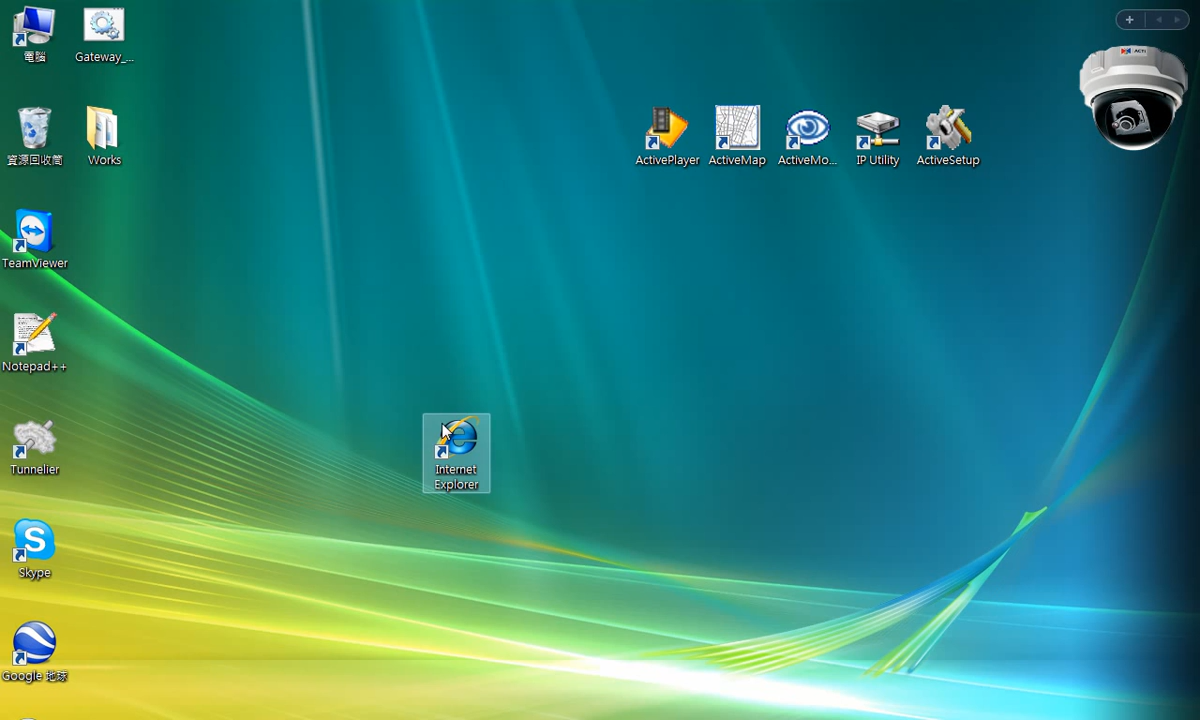 電腦
Gateway_...
資源回收筒
Works
ActivePlayer
ActiveMap
ActiveMo...
IP Utility
ActiveSetup
ACTi
TeamViewer
Notepad++
Tunnelier
Internet
Explorer
Skype
Google 地球